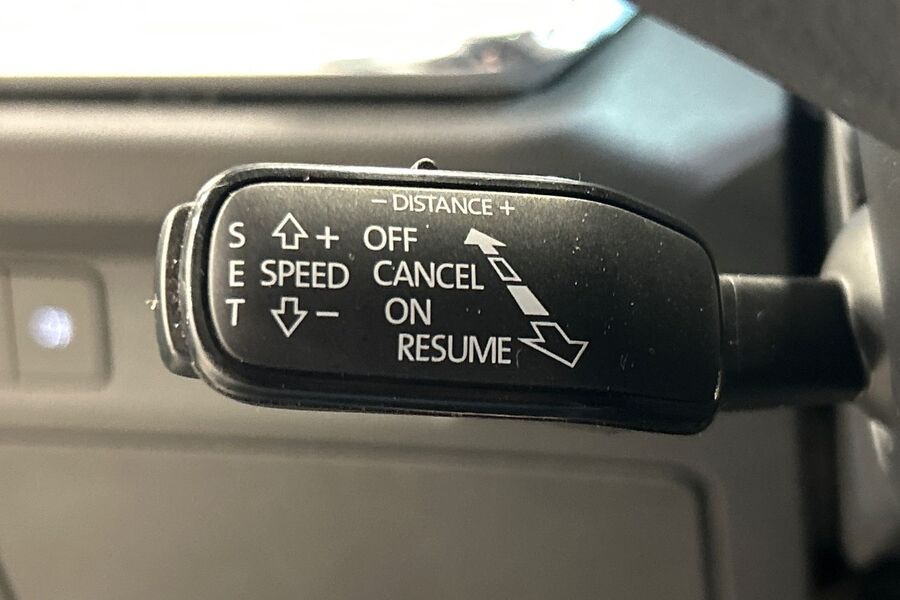 – DISTANCE +
S + OFF
E SPEED CANCEL
T – ON
RESUME